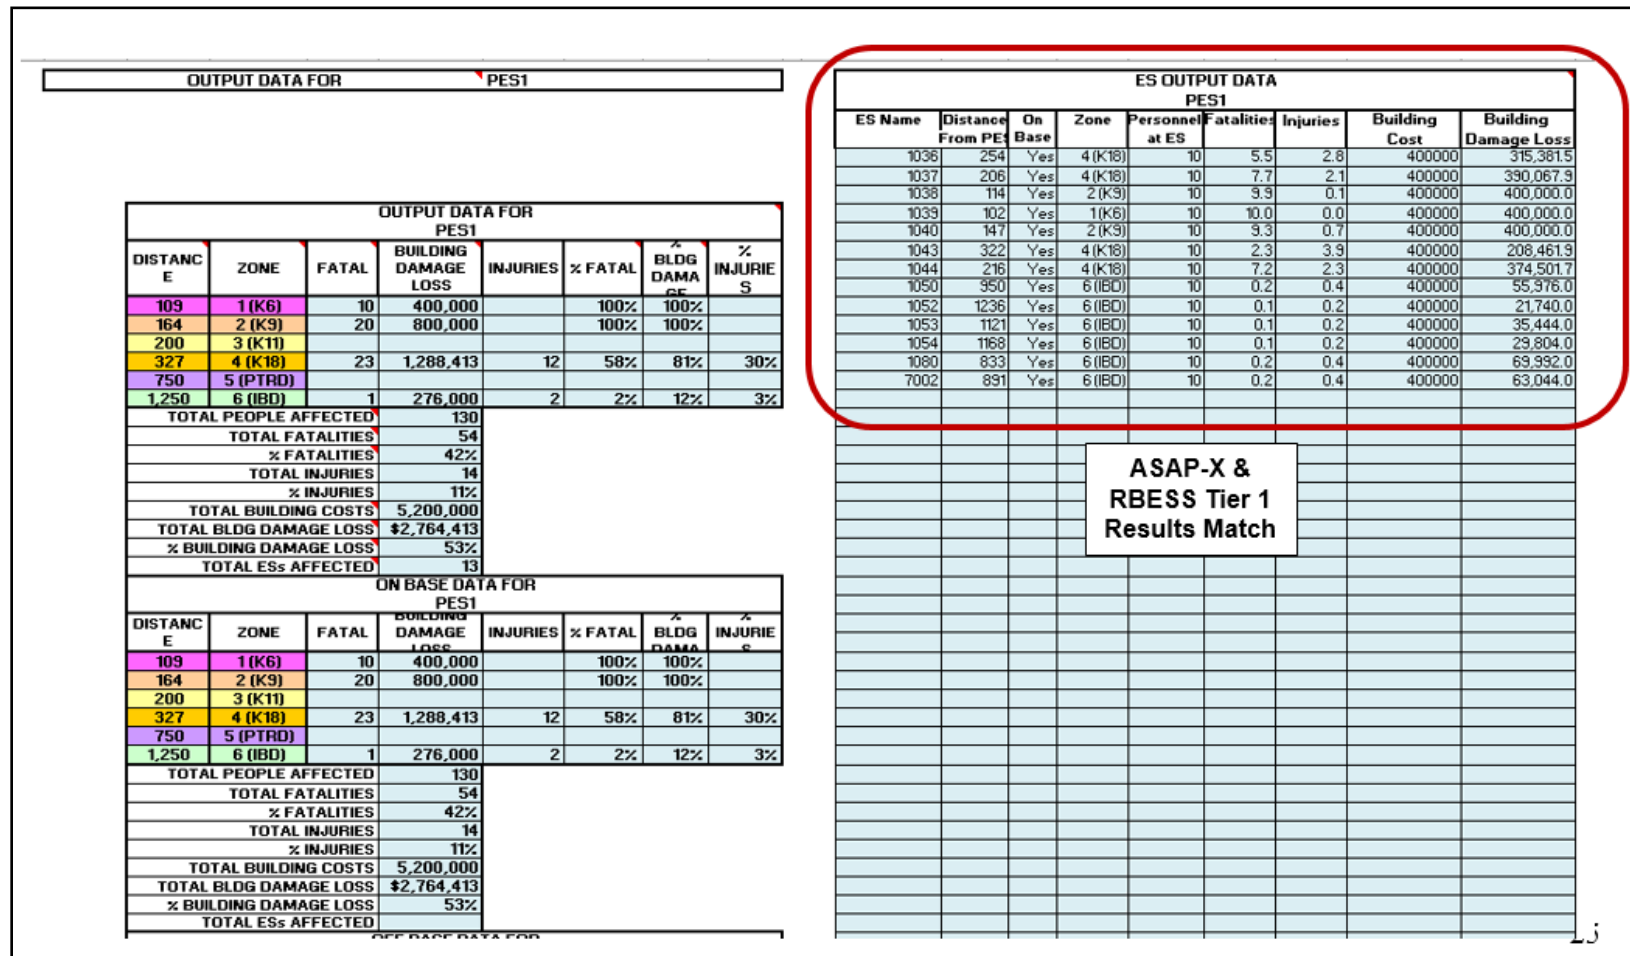 OUTPUT DATA FOR PES1
OUTPUT DATA FOR
PES1
DISTANC
E ZONE FATAL BUILDING
DAMAGE
LOSS INJURIES % FATAL %
BLDG
DAMA
GE %
INJURIE
S
109 1 (K6) 10 400,000 100% 100%
164 2 (K9) 20 800,000 100% 100%
200 3 (K11)
327 4 (K18) 23 1,288,413 12 58% 81% 30%
750 5 (PTRD)
1,250 6 (IBD) 1 276,000 2 2% 12% 3%
TOTAL PEOPLE AFFECTED 130
TOTAL FATALITIES 54
% FATALITIES 42%
TOTAL INJURIES 14
% INJURIES 11%
TOTAL BUILDING COSTS 5,200,000
TOTAL BLDG DAMAGE LOSS $2,764,413
% BUILDING DAMAGE LOSS 53%
TOTAL ESs AFFECTED 13
ON BASE DATA FOR
PES1
DISTANC
E ZONE FATAL BUILDING
DAMAGE
LOSS INJURIES % FATAL %
BLDG
DAMA %
INJURIE
S
109 1 (K6) 10 400,000 100% 100%
164 2 (K9) 20 800,000 100% 100%
200 3 (K11)
327 4 (K18) 23 1,288,413 12 58% 81% 30%
750 5 (PTRD)
1,250 6 (IBD) 1 276,000 2 2% 12% 3%
TOTAL PEOPLE AFFECTED 130
TOTAL FATALITIES 54
% FATALITIES 42%
TOTAL INJURIES 14
% INJURIES 11%
TOTAL BUILDING COSTS 5,200,000
TOTAL BLDG DAMAGE LOSS $2,764,413
% BUILDING DAMAGE LOSS 53%
TOTAL ESs AFFECTED
OFF BASE DATA FOR
ES OUTPUT DATA
PES1
ES Name Distance On Zone Personnel Fatalities Injuries Building Building
From PES Base at ES Cost Damage Loss
1036 254 Yes 4 (K18) 10 5.5 2.8 400000 315,381.5
1037 206 Yes 4 (K18) 10 7.7 2.1 400000 390,067.9
1038 114 Yes 2 (K9) 10 9.9 0.1 400000 400,000.0
1039 102 Yes 1 (K6) 10 10.0 0.0 400000 400,000.0
1040 147 Yes 2 (K9) 10 9.3 0.7 400000 400,000.0
1043 322 Yes 4 (K18) 10 2.3 3.9 400000 208,461.9
1044 216 Yes 4 (K18) 10 7.2 2.3 400000 374,501.7
1050 950 Yes 6 (IBD) 10 0.2 0.4 400000 55,976.0
1052 1236 Yes 6 (IBD) 10 0.1 0.2 400000 21,740.0
1053 1121 Yes 6 (IBD) 10 0.1 0.2 400000 35,444.0
1054 1168 Yes 6 (IBD) 10 0.1 0.2 400000 29,804.0
1080 833 Yes 6 (IBD) 10 0.2 0.4 400000 69,992.0
7002 891 Yes 6 (IBD) 10 0.2 0.4 400000 63,044.0
ASAP-X &
RBESS Tier 1
Results Match